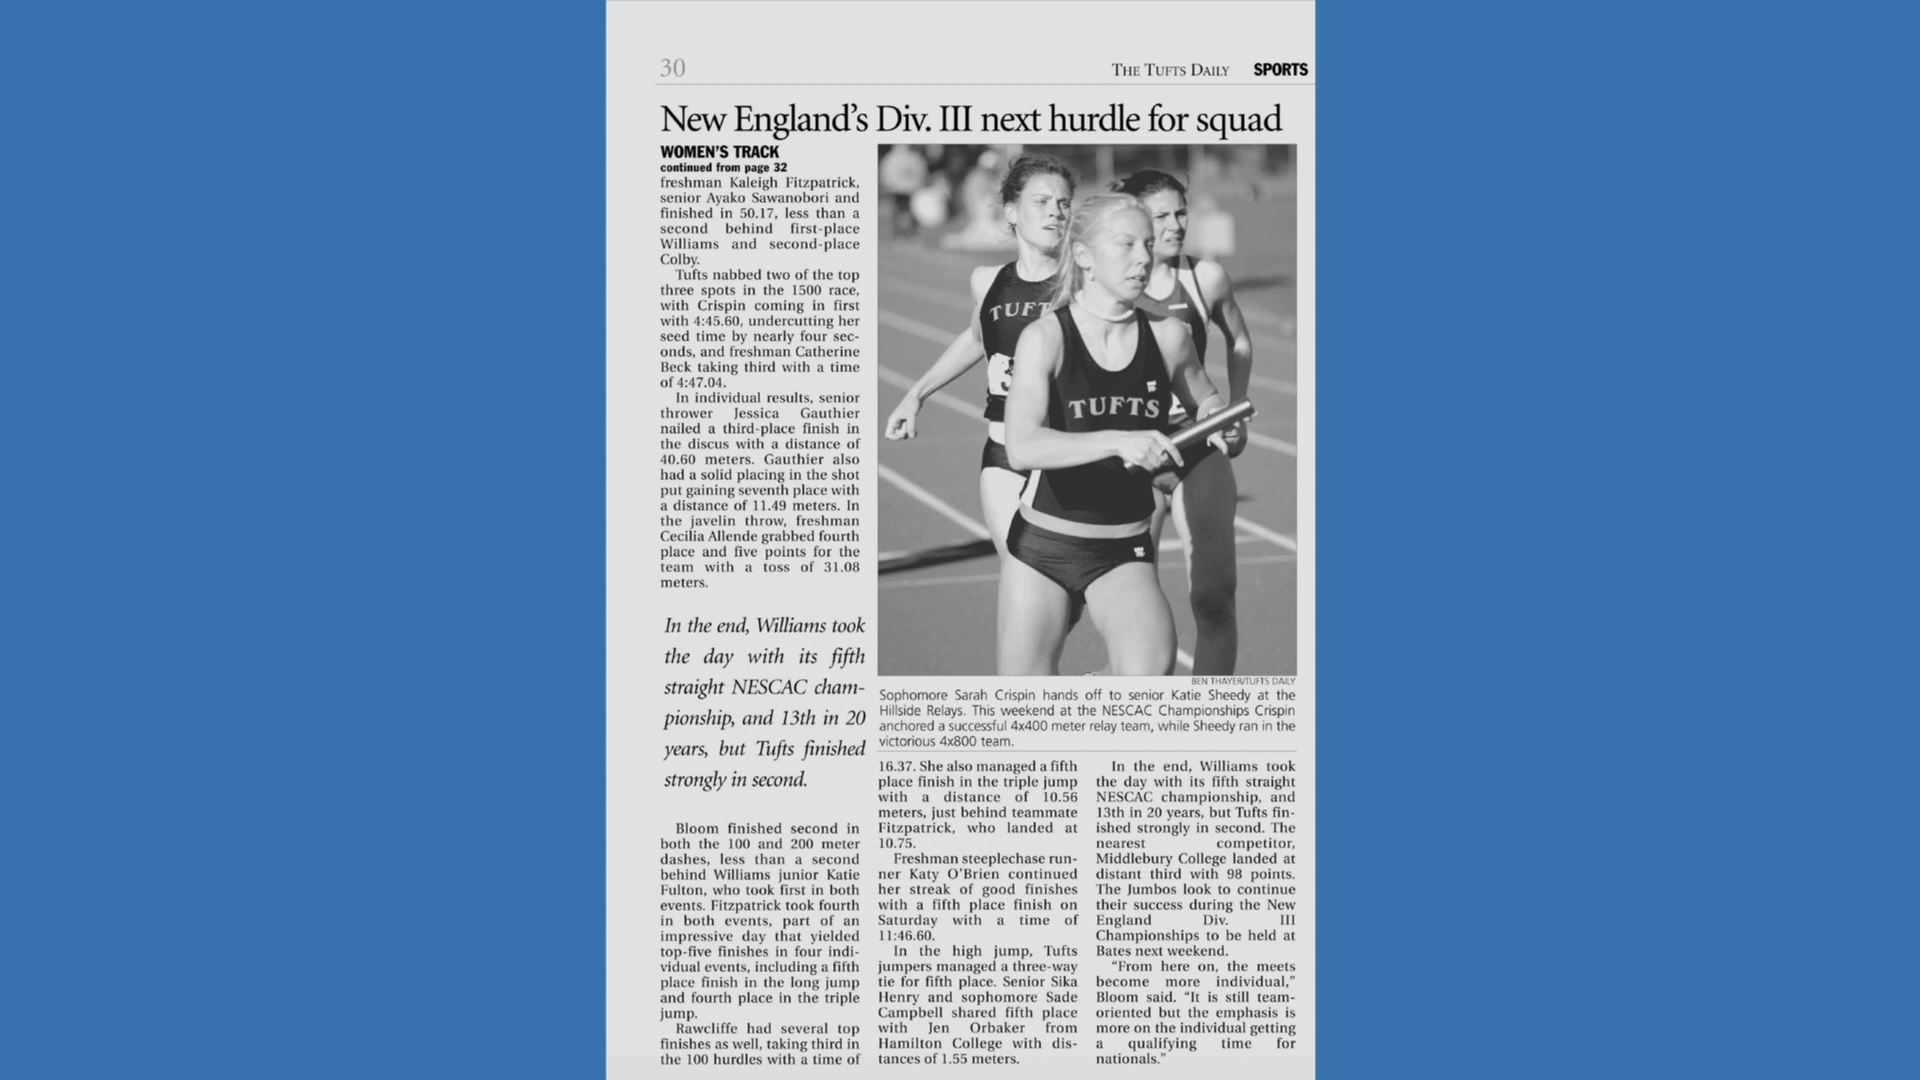 30
THE TUFTS DAILY SPORTS
New England's Div. III next hurdle for squad
WOMEN'S TRACK
continued from page 32
freshman Kaleigh Fitzpatrick,
senior Ayako Sawanobori and
finished in 50.17, less than a
second behind first-place
Williams and second-place
Colby.
Tufts nabbed two of the top
three spots in the 1500 race,
with Crispin coming in first
with 4:45.60, undercutting her
seed time by nearly four sec-
onds, and freshman Catherine
Beck taking third with a time
of 4:47.04.
In individual results, senior
thrower Jessica Gauthier
nailed a third-place finish in
the discus with a distance of
40.60 meters. Gauthier also
had a solid placing in the shot
put gaining seventh place with
a distance of 11.49 meters. In
the javelin throw, freshman
Cecilia Allende grabbed fourth
place and five points for the
team with a toss of 31.08
meters.
In the end, Williams took
the day with its fifth
straight NESCAC cham-
pionship, and 13th in 20
years, but Tufts finished
strongly in second.
Bloom finished second in
both the 100 and 200 meter
dashes, less than a second
behind Williams junior Katie
Fulton, who took first in both
events. Fitzpatrick took fourth
in both events, part of an
impressive day that yielded
top-five finishes in four indi-
vidual events, including a fifth
place finish in the long jump
and fourth place in the triple
jump.
Rawcliffe had several top
finishes as well, taking third in
the 100 hurdles with a time of
TUFT
3
TUFTS
BEN THAYER/TUFTS DAILY
Sophomore Sarah Crispin hands off to senior Katie Sheedy at the
Hillside Relays. This weekend at the NESCAC Championships Crispin
anchored a successful 4x400 meter relay team, while Sheedy ran in the
victorious 4x800 team.
16.37. She also managed a fifth
place finish in the triple jump
with a distance of 10.56
meters, just behind teammate
Fitzpatrick, who landed at
10.75.
Freshman steeplechase run-
ner Katy O'Brien continued
her streak of good finishes
with a fifth place finish on
Saturday with a time of
11:46.60.
In the high jump, Tufts
jumpers managed a three-way
tie for fifth place. Senior Sika
Henry and sophomore Sade
Campbell shared fifth place
with Jen Orbaker from
Hamilton College with dis-
tances of 1.55 meters.
In the end, Williams took
the day with its fifth straight
NESCAC championship, and
13th in 20 years, but Tufts fin-
ished strongly in second. The
nearest competitor,
Middlebury College landed at
distant third with 98 points.
The Jumbos look to continue
their success during the New
England Div. III
Championships to be held at
Bates next weekend.
"From here on, the meets
become more individual,"
Bloom said. "It is still team-
oriented but the emphasis is
more on the individual getting
a qualifying time for
nationals."